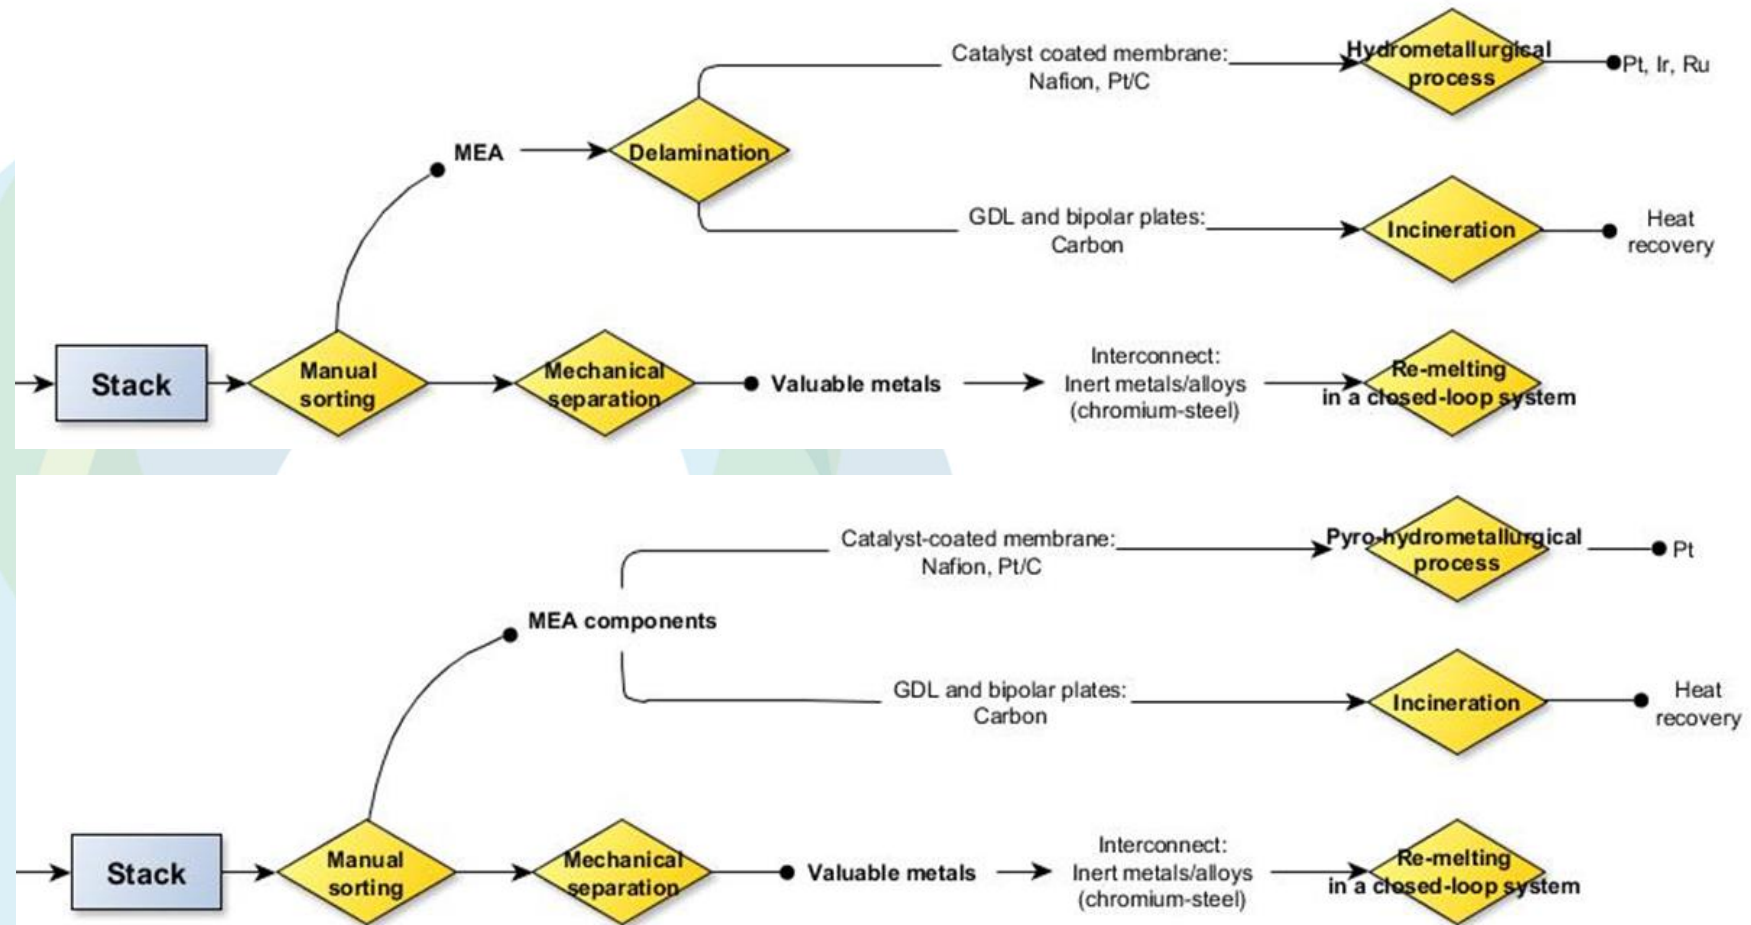 Catalyst coated membrane:
Nafion, Pt/C
Hydrometallurgical
process
Pt, Ir, Ru
MEA
Delamination
GDL and bipolar plates:
Carbon
Incineration
Heat
recovery
Stack
Manual
sorting
Mechanical
separation
Valuable metals
Interconnect:
Inert metals/alloys
(chromium-steel)
Re-melting
in a closed-loop system
Catalyst-coated membrane:
Nafion, Pt/C
Pyro-hydrometallurgical
process
Pt
MEA components
GDL and bipolar plates:
Carbon
Incineration
Heat
recovery
Stack
Manual
sorting
Mechanical
separation
Valuable metals
Interconnect:
Inert metals/alloys
(chromium-steel)
Re-melting
in a closed-loop system